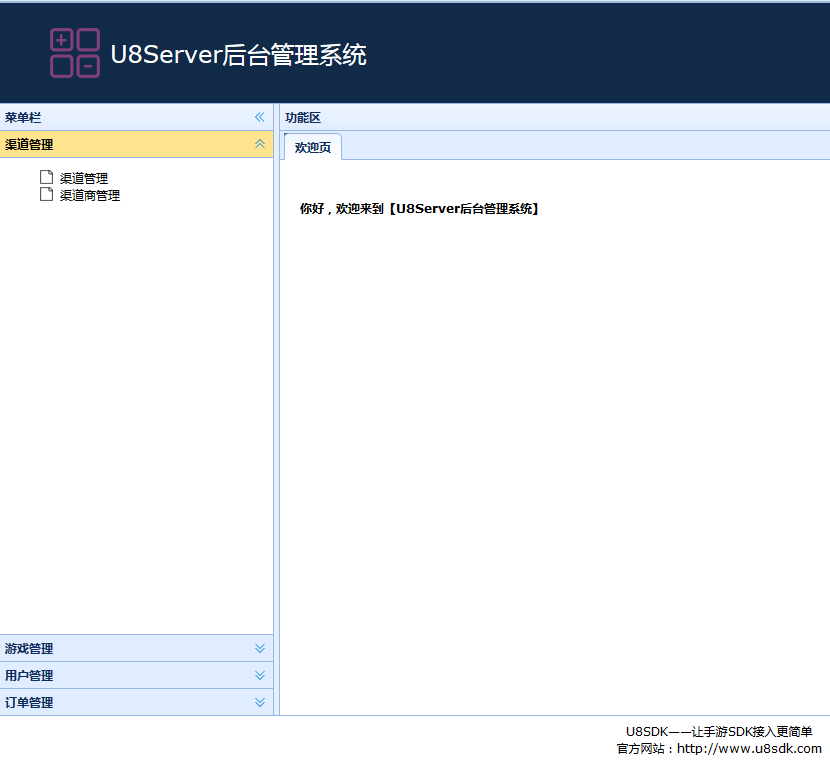 U8Server后台管理系统
菜单栏
渠道管理
渠道管理
渠道商管理
游戏管理
用户管理
订单管理
功能区
欢迎页
你好，欢迎来到【U8Server后台管理系统】
U8SDK——让手游SDK接入更简单
官方网站：http://www.u8sdk.com